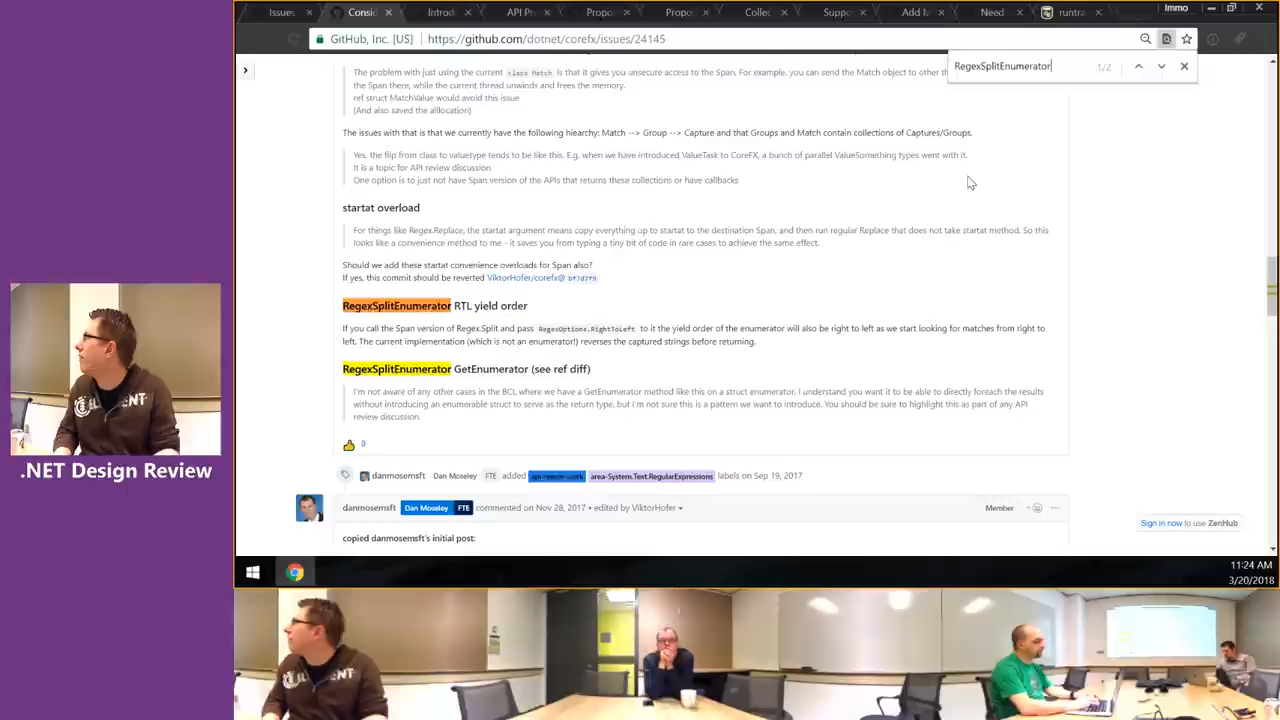 Issues
Consid
Introd
API Pr
Propo
Propo
Collec
Suppo
Add M
Need
runtra
Immo
GitHub, Inc. [US]
https://github.com/dotnet/corefx/issues/24145
RegexSplitEnumerator
1/2
The problem with just using the current class Match is that it gives you unsecure access to the Span. For example, you can send the Match object to other th
the Span there, while the current thread unwinds and frees the memory.
ref struct MatchValue would avoid this issue
(And also saved the alllocation)
The issues with that is that we currently have the following hiearchy: Match --> Group --> Capture and that Groups and Match contain collections of Captures/Groups.
Yes, the flip from class to valuetype tends to be like this. E.g. when we have introduced ValueTask to CoreFX, a bunch of parallel ValueSomething types went with it.
It is a topic for API review discussion
One option is to just not have Span version of the APIs that returns these collections or have callbacks
startat overload
For things like Regex.Replace, the startat argument means copy everything up to startat to the destination Span, and then run regular Replace that does not take startat method. So this
looks like a convenience method to me - it saves you from typing a tiny bit of code in rare cases to achieve the same effect.
Should we add these startat convenience overloads for Span also?
If yes, this commit should be reverted ViktorHofer/corefx@bf7d7f9
RegexSplitEnumerator RTL yield order
If you call the Span version of Regex.Split and pass RegexOptions.RightToLeft to it the yield order of the enumerator will also be right to left as we start looking for matches from right to
left. The current implementation (which is not an enumerator!) reverses the captured strings before returning.
RegexSplitEnumerator GetEnumerator (see ref diff)
I'm not aware of any other cases in the BCL where we have a GetEnumerator method like this on a struct enumerator. I understand you want it to be able to directly foreach the results
without introducing an enumerable struct to serve as the return type, but I'm not sure this is a pattern we want to introduce. You should be sure to highlight this as part of any API
review discussion.
8
danmosemsft Dan Moseley FTE added api-needs-work area-System.Text.RegularExpressions labels on Sep 19, 2017
danmosemsft Dan Moseley FTE commented on Nov 28, 2017 • edited by ViktorHofer
Member
copied danmosemsft's initial post:
Sign in now to use ZenHub
.NET Design Review
11:24 AM
3/20/2018